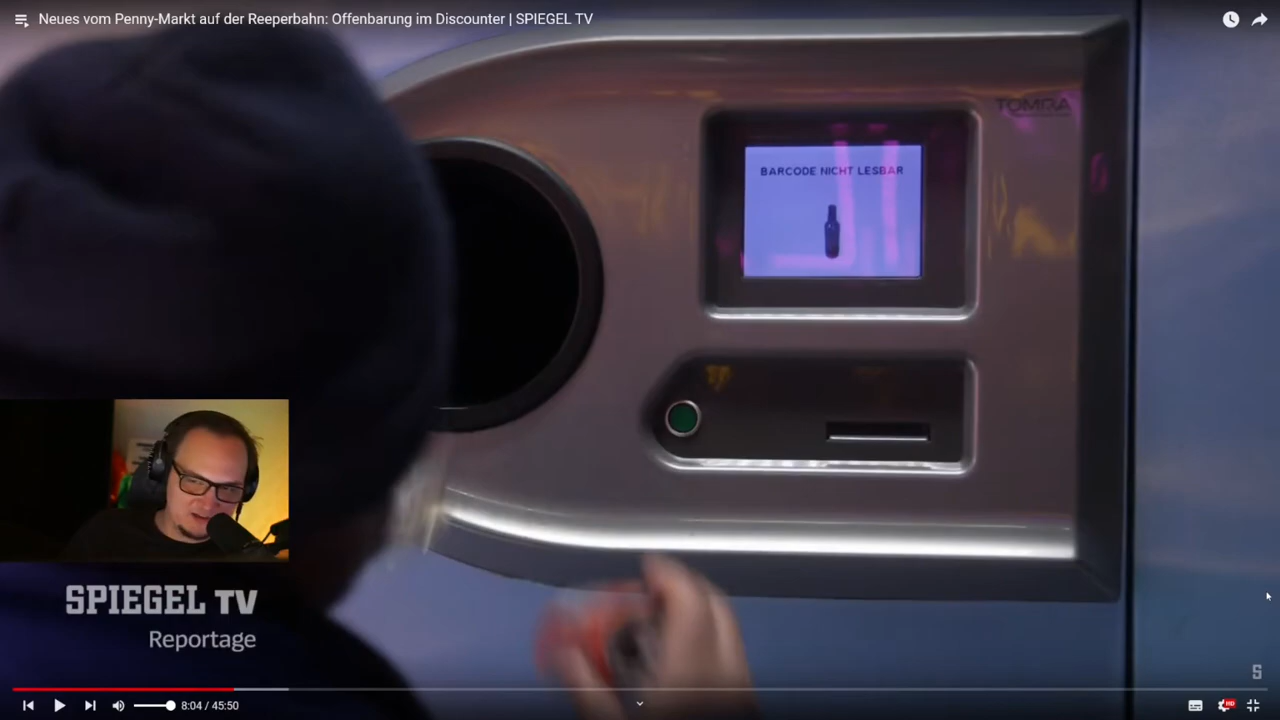 Neues vom Penny-Markt auf der Reeperbahn: Offenbarung im Discounter | SPIEGEL TV
TOMRA
BARCODE NICHT LESBAR
SPIEGEL TV
Reportage
S
8:04 / 45:50
HD